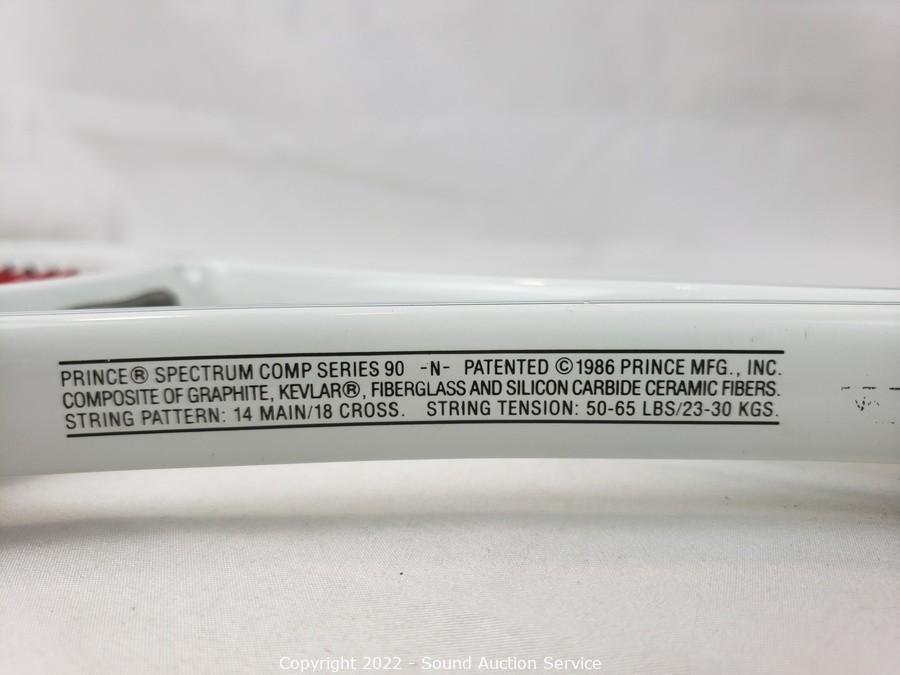 PRINCE® SPECTRUM COMP SERIES 90 -N- PATENTED ©1986 PRINCE MFG., INC.
COMPOSITE OF GRAPHITE, KEVLAR®, FIBERGLASS AND SILICON CARBIDE CERAMIC FIBERS.
STRING PATTERN: 14 MAIN/18 CROSS. STRING TENSION: 50-65 LBS/23-30 KGS.
Copyright 2022 - Sound Auction Service